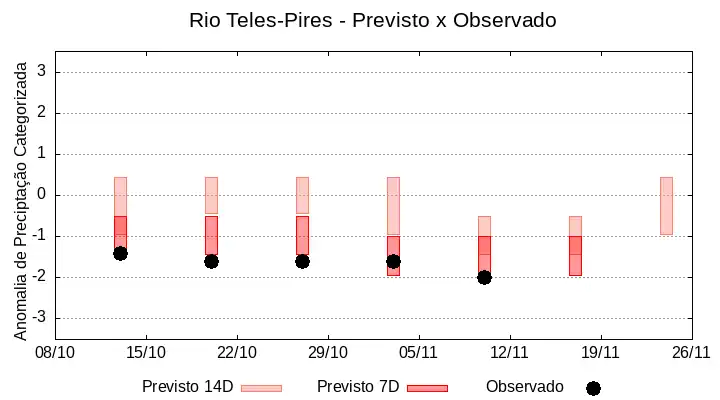 Rio Teles-Pires - Previsto x Observado
Anomalia de Preciptação Categorizada
3
2
1
0
-1
-2
-3
08/10 15/10 22/10 29/10 05/11 12/11 19/11 26/11
Previsto 14D Previsto 7D Observado